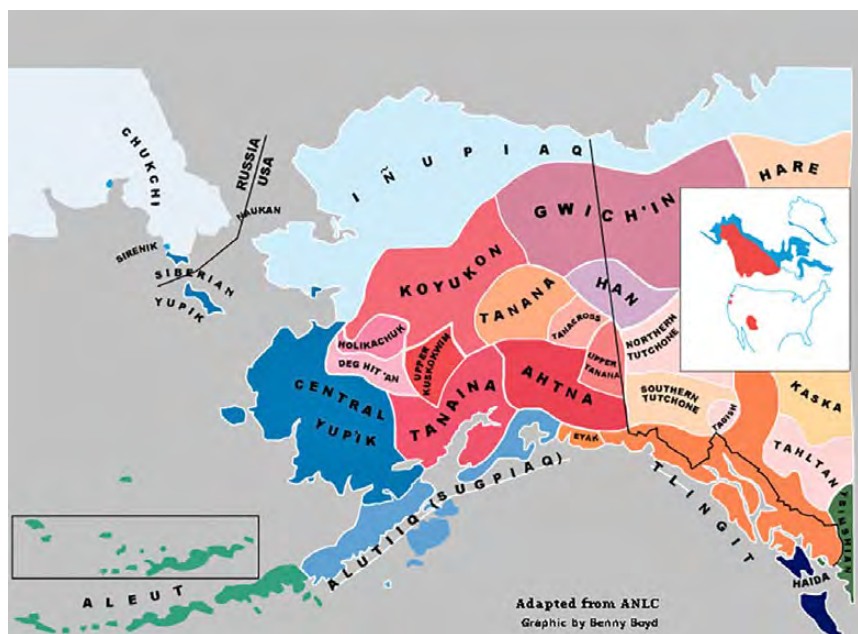 CHUKCHI
RUSSIA
USA
NAUKAN
SIRENIK
SIBERIAN
YUPIK
IÑUPIAQ
HARE
GWICH'IN
KOYUKON
HAN
TANANA
TANACROSS
NORTHERN
TUTCHONE
HOLIKACHUK
DEG HIT'AN
UPPER
KUSKOKWIM
UPPER
TANANA
CENTRAL
YUP'IK
TANAINA
AHTNA
SOUTHERN
TUTCHONE
TAGISH
KASKA
EYAK
TAHLTAN
TLINGIT
TSIMSHIAN
ALUTIIQ (SUGPIAQ)
HAIDA
ALEUT
Adapted from ANLC
Graphic by Benny Boyd